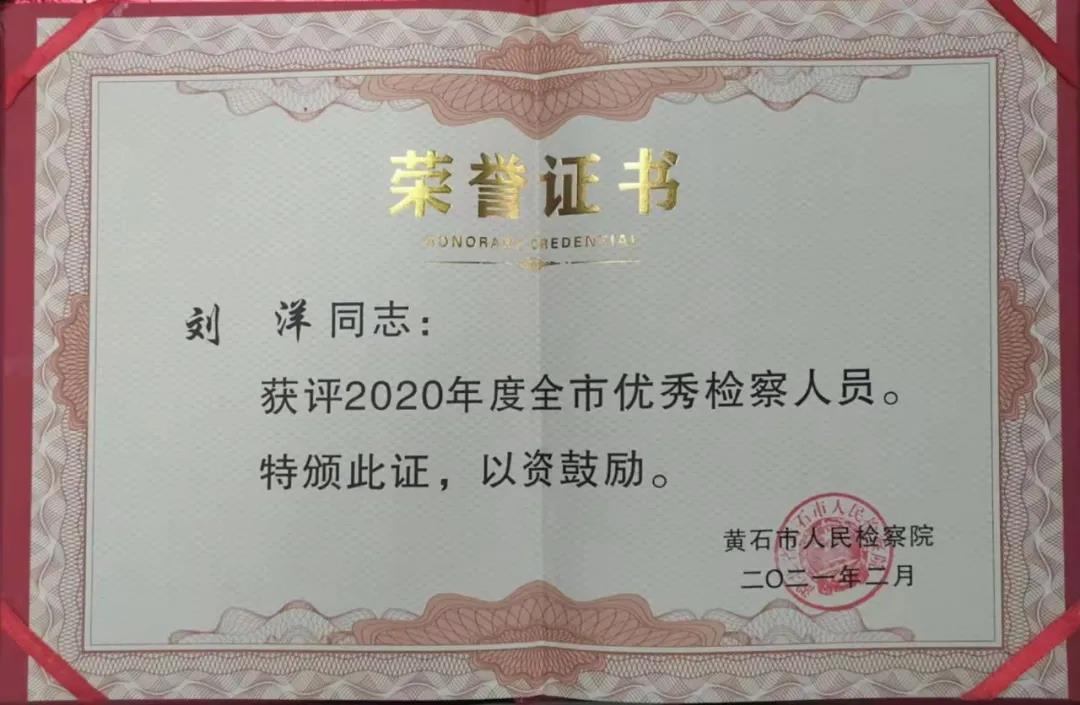 荣誉证书
HONORARY CREDENTIAL
刘 洋同志：
获评2020年度全市优秀检察人员。
特颁此证，以资鼓励。
黄石市人民检察院
二〇二一年二月